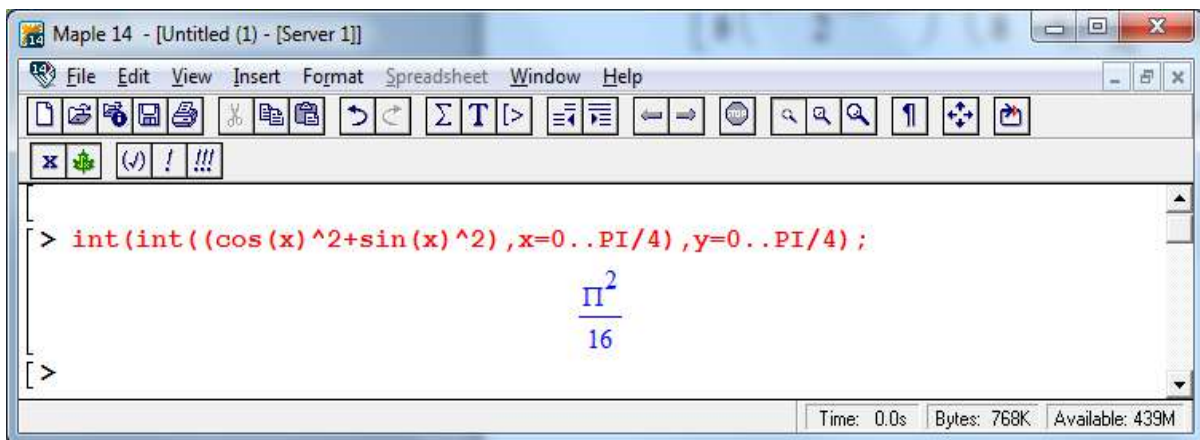 Maple 14 - [Untitled (1) - [Server 1]]
File Edit View Insert Format Spreadsheet Window Help
Σ T [>
x (√) ! !!!
[> int(int((cos(x)^2+sin(x)^2),x=0..PI/4),y=0..PI/4);
Π^2
16
[>
Time: 0.0s Bytes: 768K Available: 439M